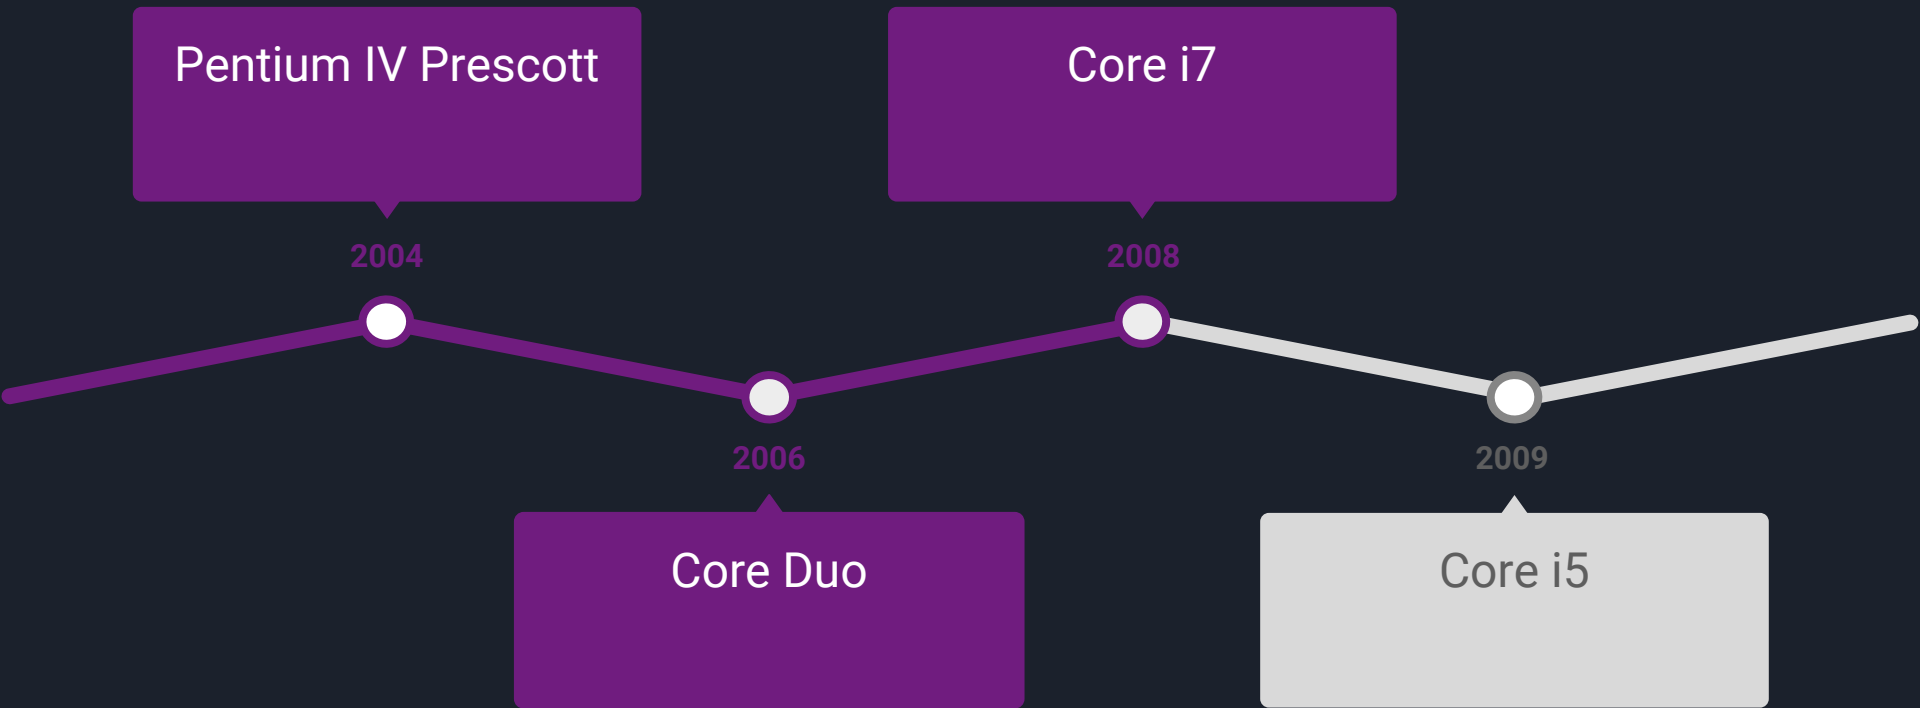 Pentium IV Prescott
2004
2006
Core Duo
Core i7
2008
2009
Core i5